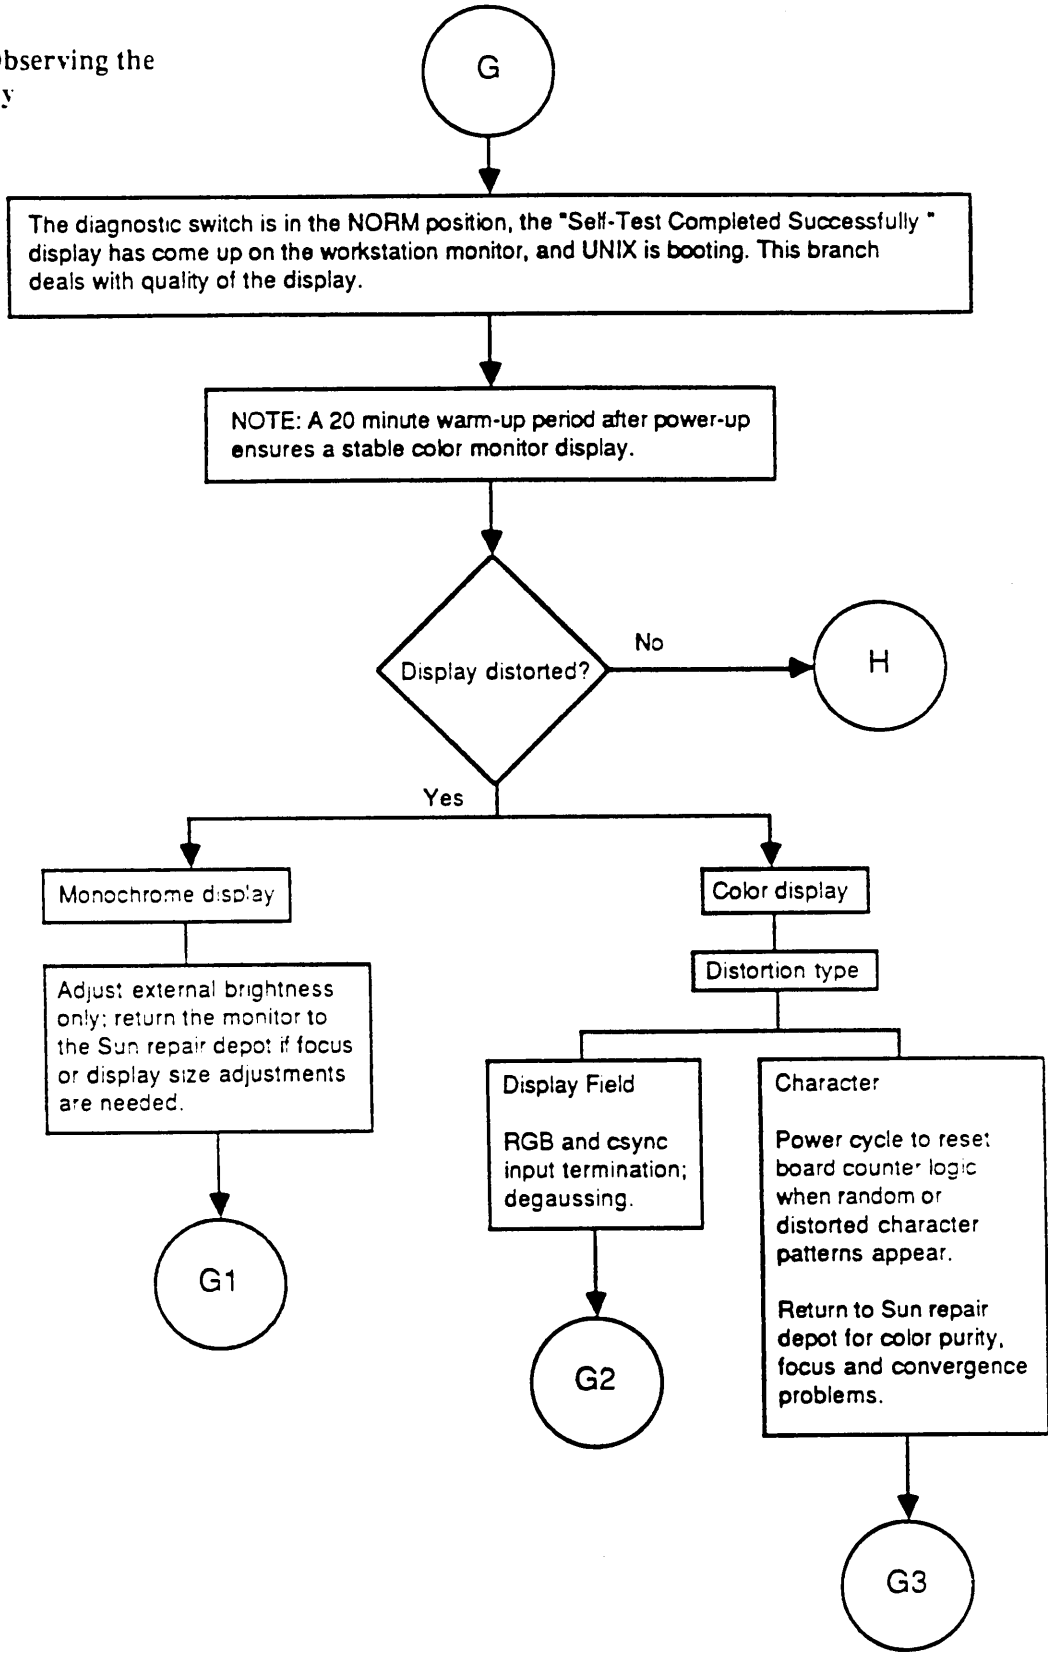 Observing the
y
G
The diagnostic switch is in the NORM position, the "Self-Test Completed Successfully "
display has come up on the workstation monitor, and UNIX is booting. This branch
deals with quality of the display.
NOTE: A 20 minute warm-up period after power-up
ensures a stable color monitor display.
Display distorted?
No
H
Yes
Monochrome display
Adjust external brightness
only; return the monitor to
the Sun repair depot if focus
or display size adjustments
are needed.
G1
Color display
Distortion type
Display Field
RGB and csync
input termination;
degaussing.
G2
Character
Power cycle to reset
board counter logic
when random or
distorted character
patterns appear.
Return to Sun repair
depot for color purity,
focus and convergence
problems.
G3